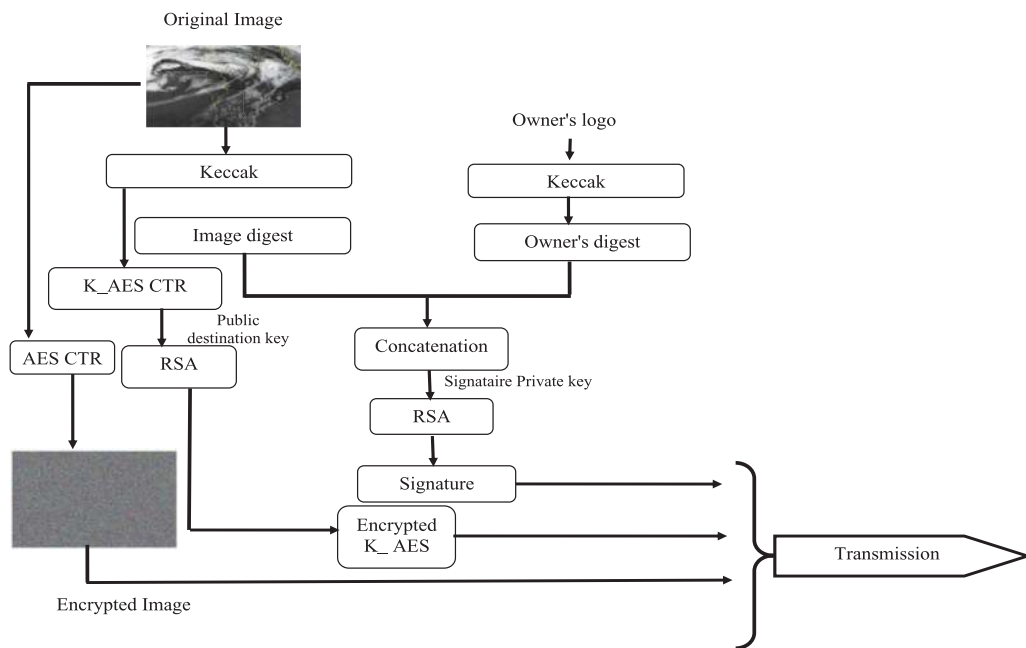 Original Image
Owner's logo
Keccak
Keccak
Image digest
Owner's digest
K_AES CTR
Public
destination key
Concatenation
AES CTR
RSA
Signataire Private key
RSA
Signature
Encrypted
K_ AES
Transmission
Encrypted Image